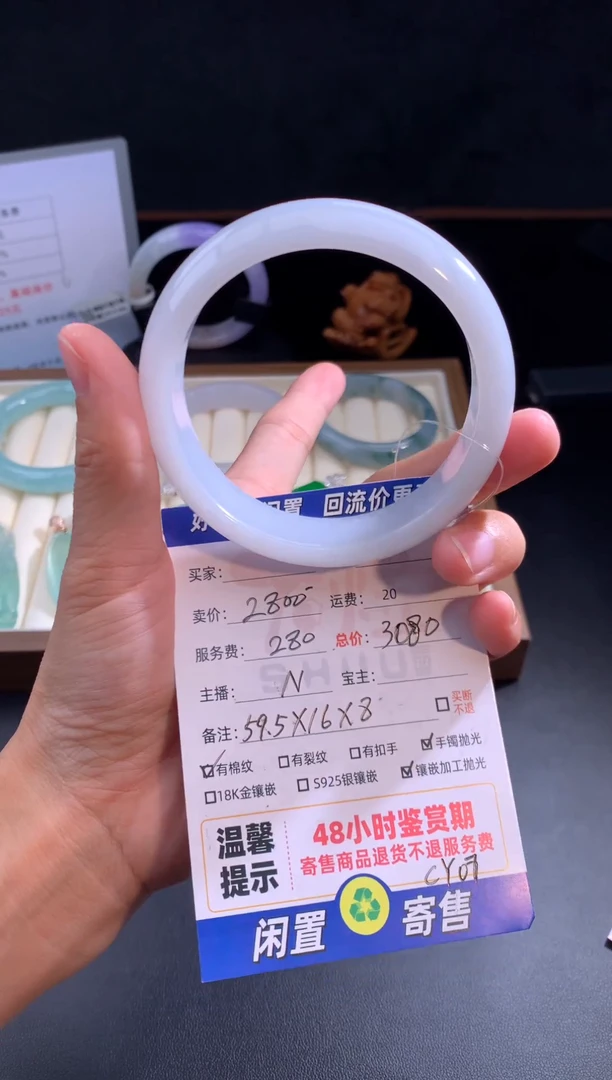 闲置 回流价更
买家:
卖价: 2800 运费: 20
服务费: 280 总价: 3080
主播: N 宝主:
备注: 59.5X16X8 □买断不退
☑有棉纹 □有裂纹 □有扣手 ☑手镯抛光
□18K金镶嵌 □S925银镶嵌 ☑镶嵌加工抛光
温馨提示
48小时鉴赏期
寄售商品退货不退服务费
闲置 寄售